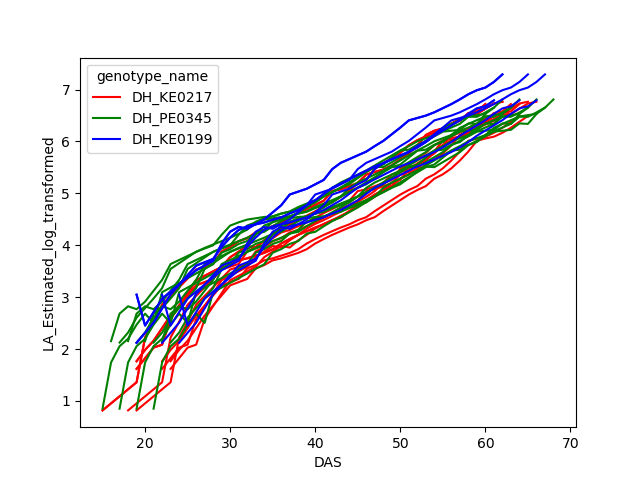 genotype_name
DH_KE0217
DH_PE0345
DH_KE0199
LA_Estimated_log_transformed
7
6
5
4
3
2
1
20 30 40 50 60 70
DAS